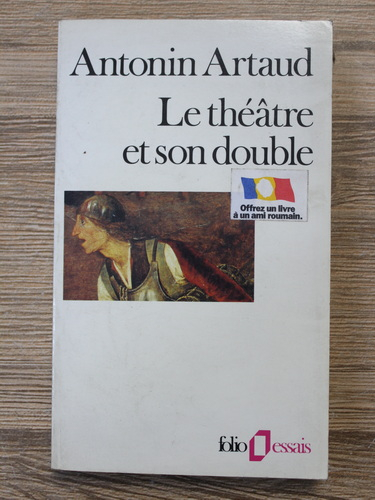 Antonin Artaud
Le théâtre
et son double
Offrez un livre
à un ami roumain.
folio essais